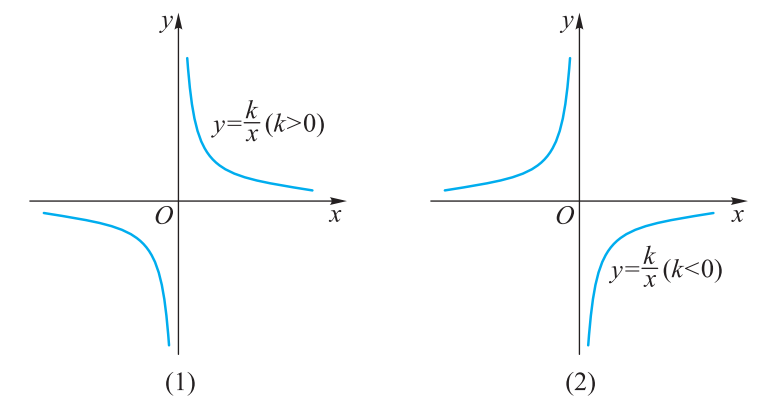 y
y
y=k/x (k>0)
O
x
O
x
y=k/x (k<0)
(1)
(2)